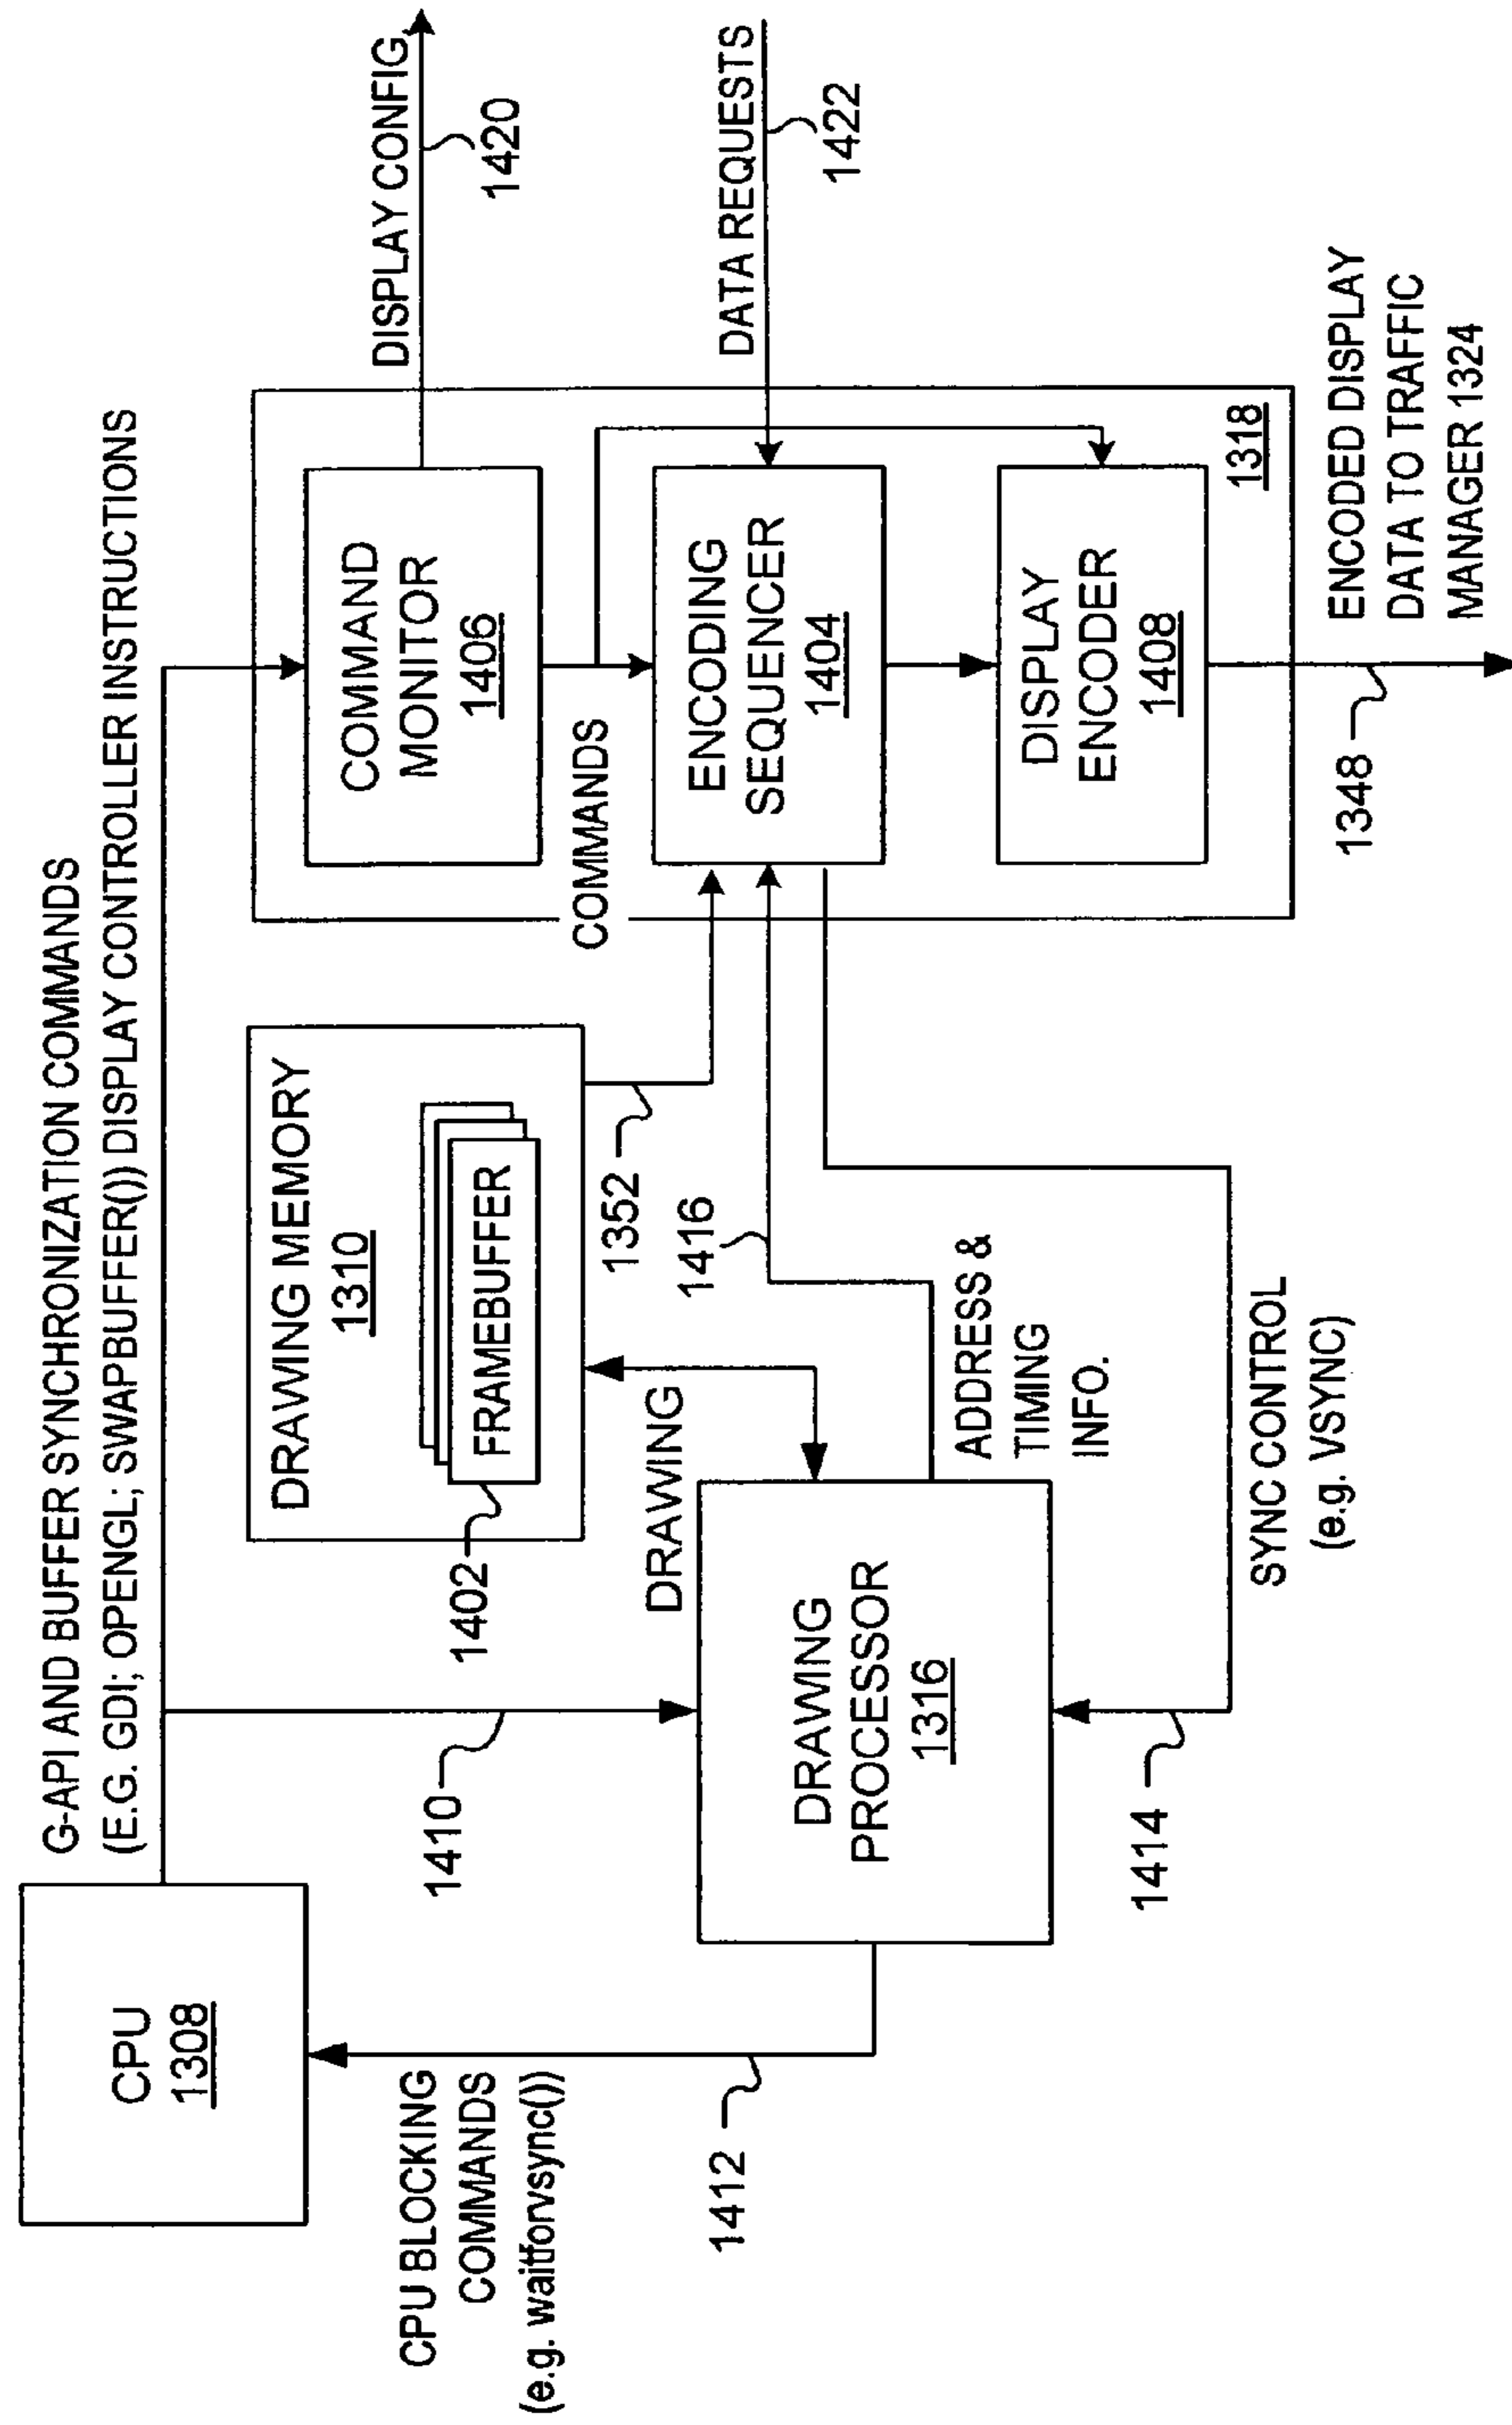 G-API AND BUFFER SYNCHRONIZATION COMMANDS
(E.G. GDI; OPENGL; SWAPBUFFER()) DISPLAY CONTROLLER INSTRUCTIONS
CPU
1308
CPU BLOCKING
COMMANDS
(e.g. waitforvsync())
1412
1410
DRAWING MEMORY
1310
FRAMEBUFFER
1402
DRAWING
1352
1416
DRAWING
PROCESSOR
1316
ADDRESS &
TIMING
INFO.
1414
SYNC CONTROL
(e.g. VSYNC)
COMMAND
MONITOR
1406
COMMANDS
ENCODING
SEQUENCER
1404
DISPLAY
ENCODER
1408
1318
DISPLAY CONFIG
1420
DATA REQUESTS
1422
1348
ENCODED DISPLAY
DATA TO TRAFFIC
MANAGER 1324